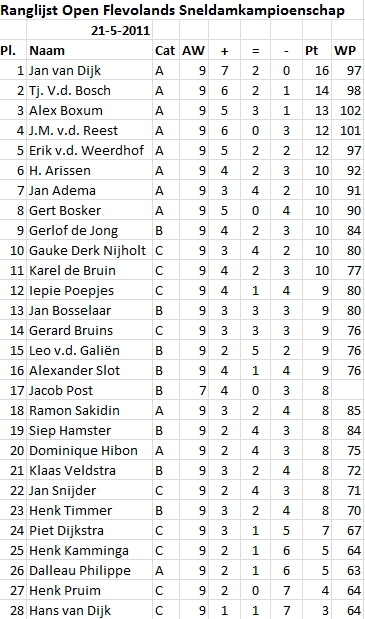 Ranglijst Open Flevolands Sneldamkampioenschap
21-5-2011
Pl. Naam Cat AW + = - Pt WP
1 Jan van Dijk A 9 7 2 0 16 97
2 Tj. V.d. Bosch A 9 6 2 1 14 98
3 Alex Boxum A 9 5 3 1 13 102
4 J.M. v.d. Reest A 9 6 0 3 12 101
5 Erik v.d. Weerdhof A 9 5 2 2 12 97
6 H. Arissen A 9 4 2 3 10 92
7 Jan Adema A 9 3 4 2 10 91
8 Gert Bosker A 9 5 0 4 10 90
9 Gerlof de Jong B 9 4 2 3 10 84
10 Gauke Derk Nijholt C 9 3 4 2 10 80
11 Karel de Bruin C 9 4 2 3 10 77
12 Iepie Poepjes C 9 4 1 4 9 80
13 Jan Bosselaar B 9 3 3 3 9 80
14 Gerard Bruins C 9 3 3 3 9 76
15 Leo v.d. Galiën B 9 2 5 2 9 76
16 Alexander Slot B 9 4 1 4 9 76
17 Jacob Post B 7 4 0 3 8
18 Ramon Sakidin A 9 3 2 4 8 85
19 Siep Hamster B 9 2 4 3 8 84
20 Dominique Hibon A 9 2 4 3 8 75
21 Klaas Veldstra B 9 3 2 4 8 72
22 Jan Snijder C 9 2 4 3 8 71
23 Henk Timmer B 9 3 2 4 8 70
24 Piet Dijkstra C 9 3 1 5 7 67
25 Henk Kamminga C 9 2 1 6 5 64
26 Dalleau Philippe A 9 2 1 6 5 63
27 Henk Pruim C 9 2 0 7 4 64
28 Hans van Dijk C 9 1 1 7 3 64